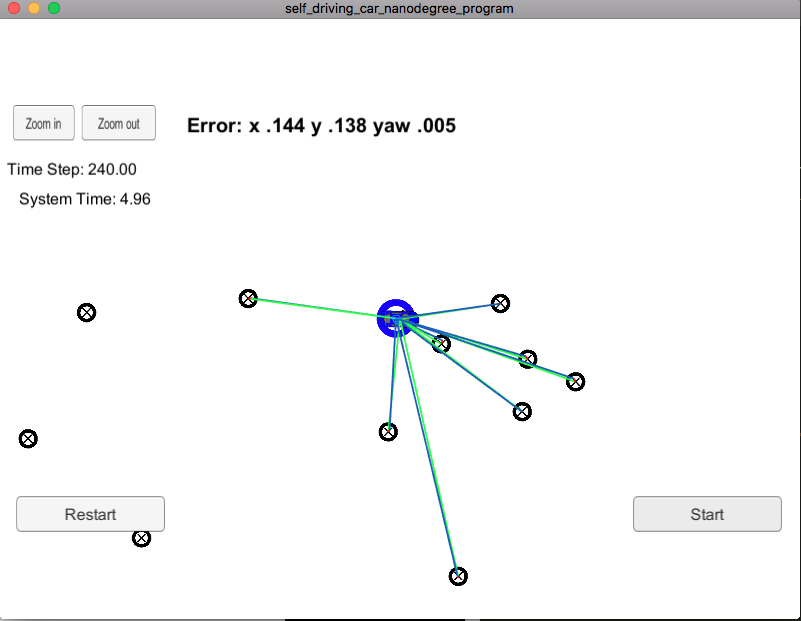 self_driving_car_nanodegree_program
Zoom in
Zoom out
Error: x .144 y .138 yaw .005
Time Step: 240.00
System Time: 4.96
Restart
Start